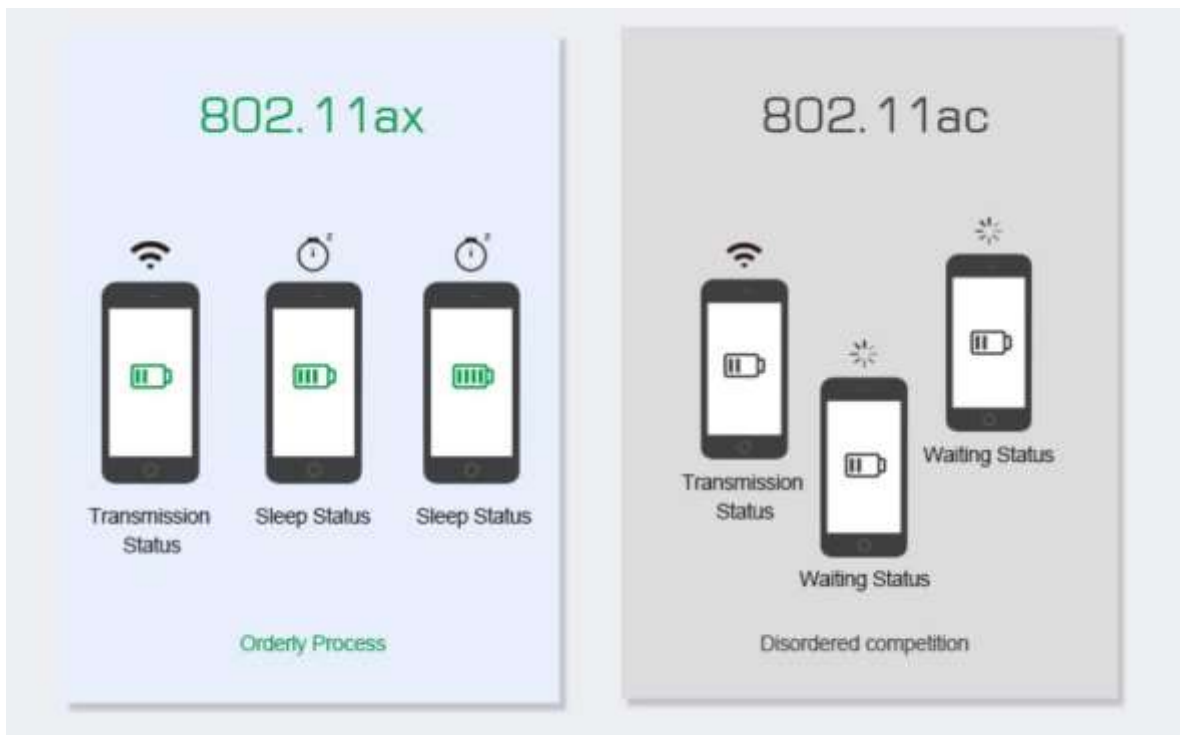 802.11ax
Transmission
Status
Sleep Status
Sleep Status
Orderly Process
802.11ac
Transmission
Status
Waiting Status
Waiting Status
Disordered competition